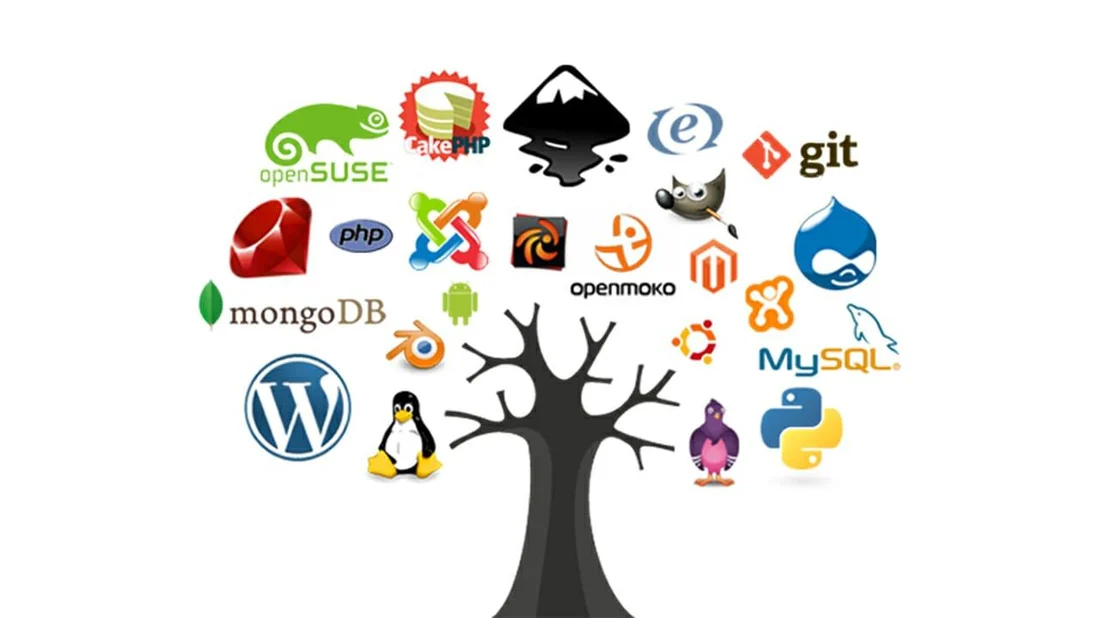 openSUSE
CakePHP
e
git
php
openmoko
mongoDB
MySQL®
W